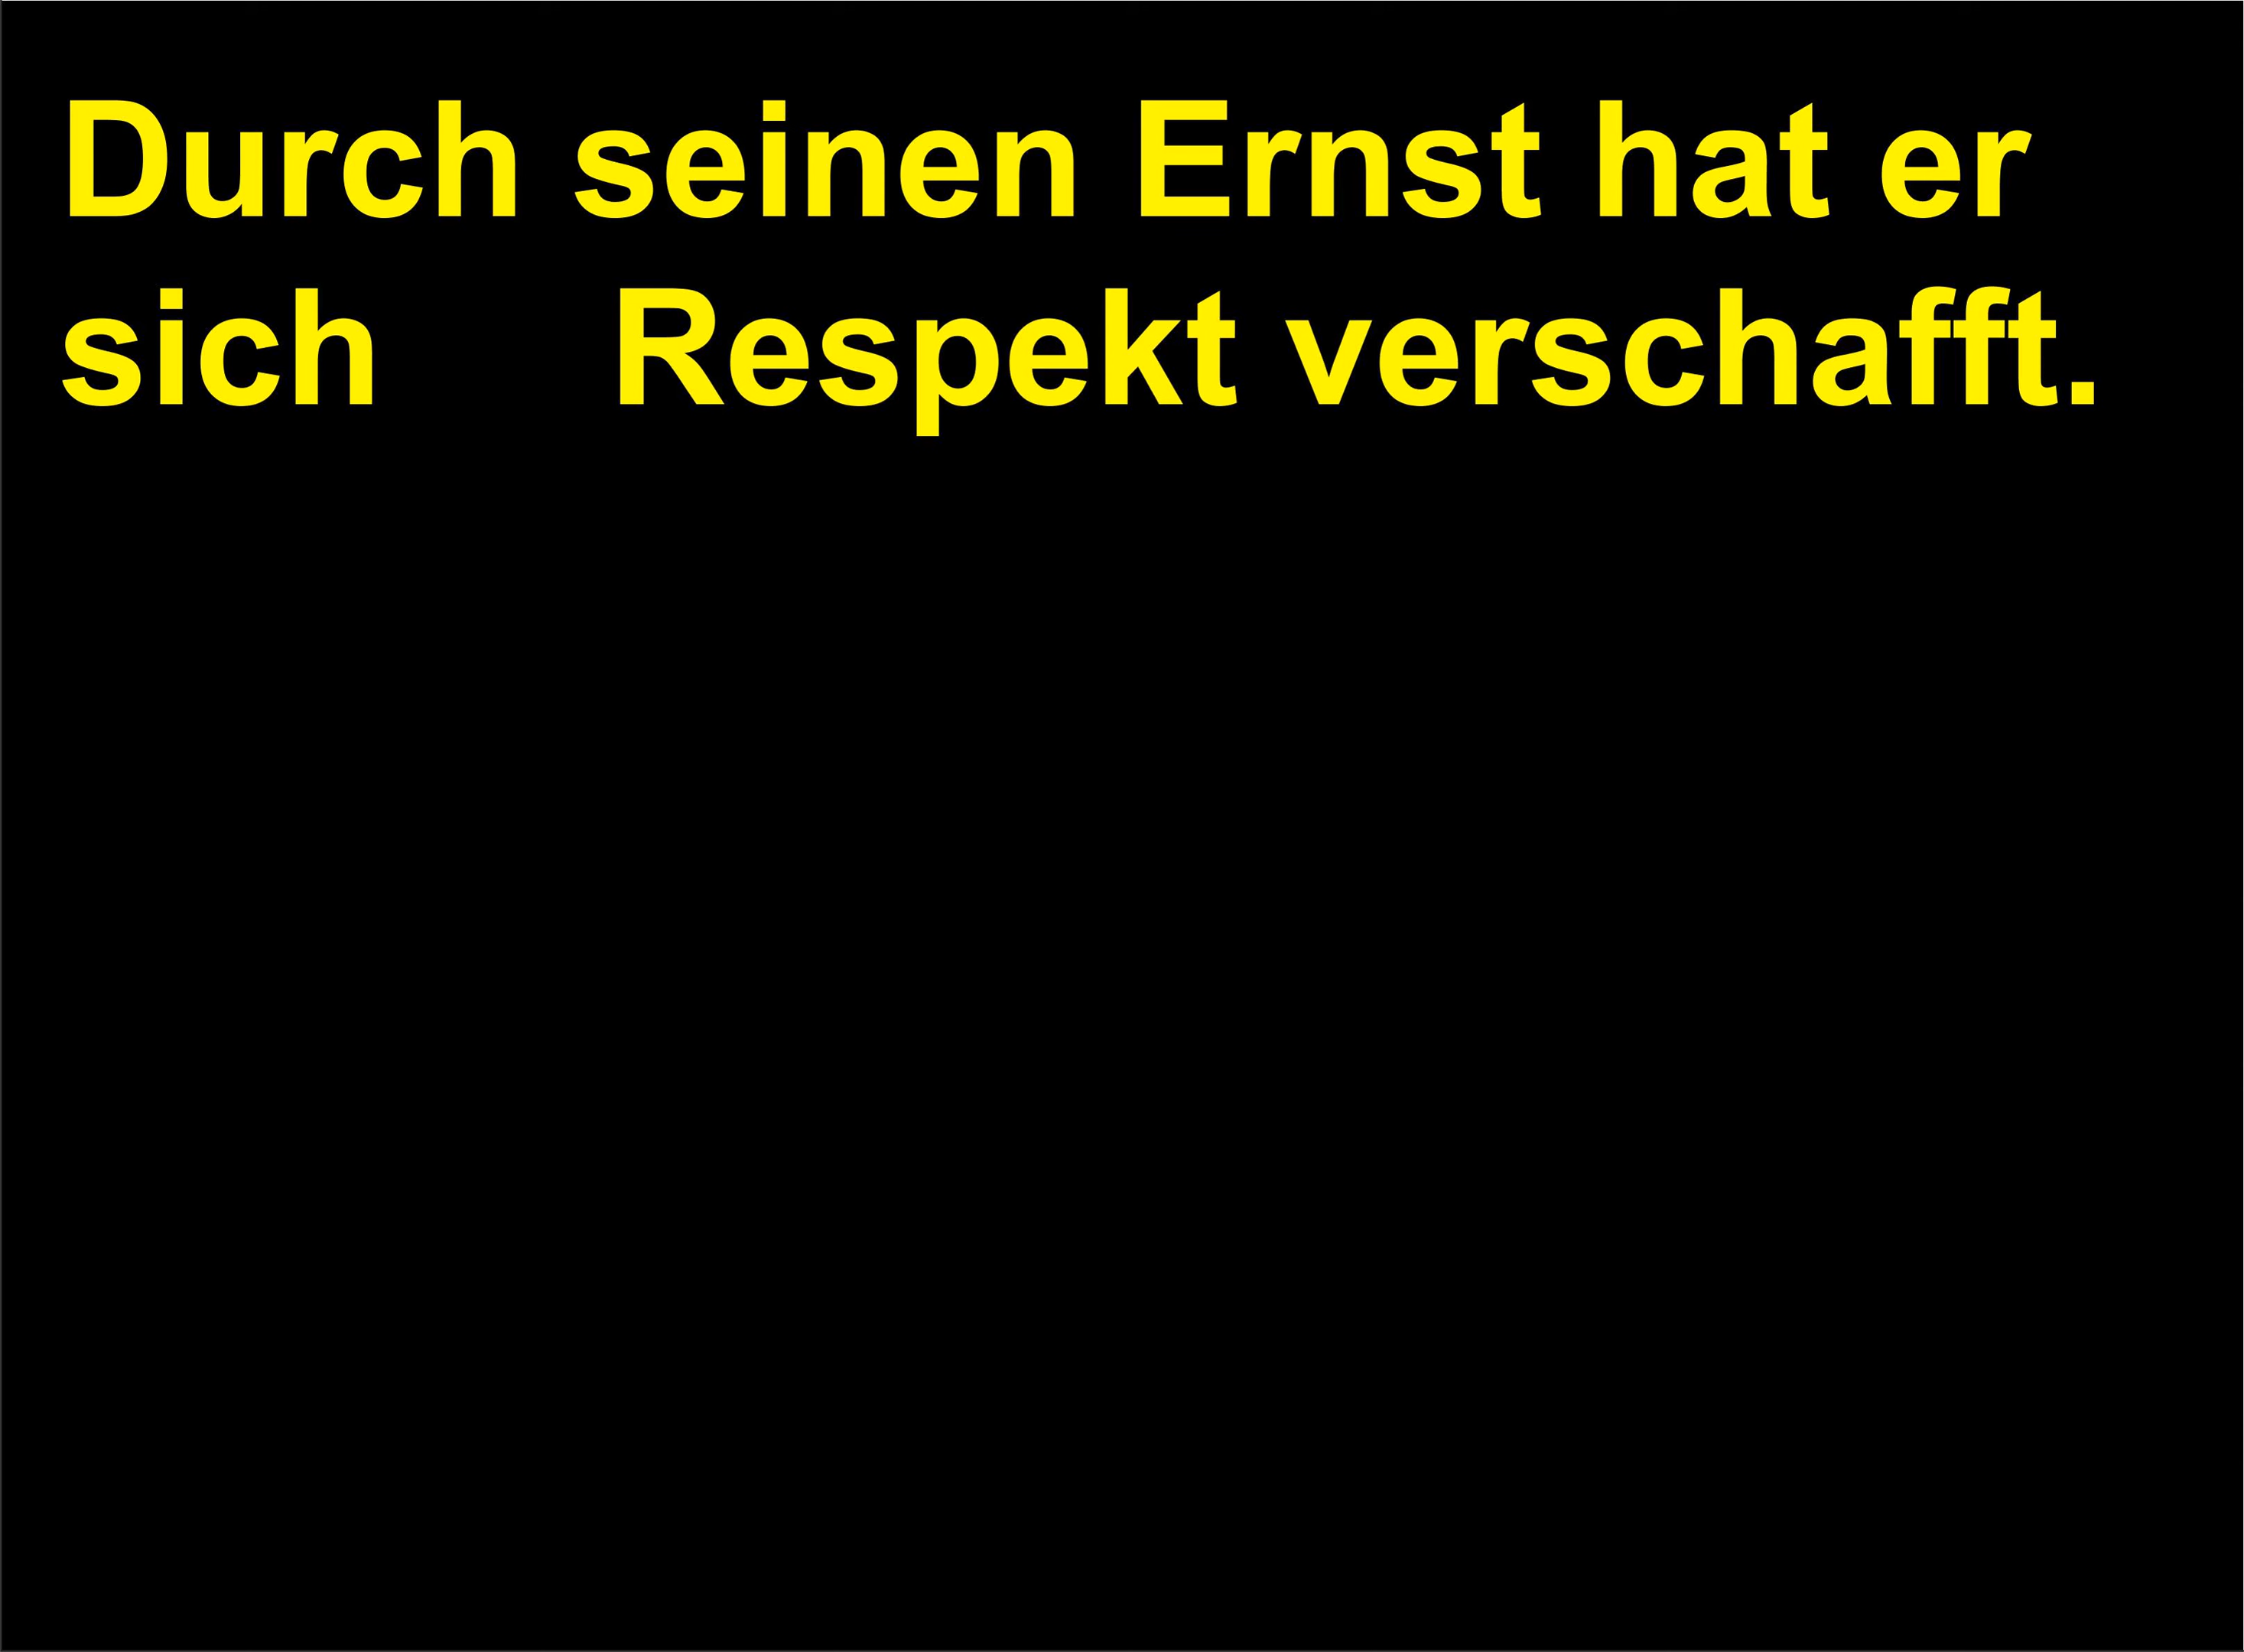 Durch seinen Ernst hat er
sich Respekt verschafft.